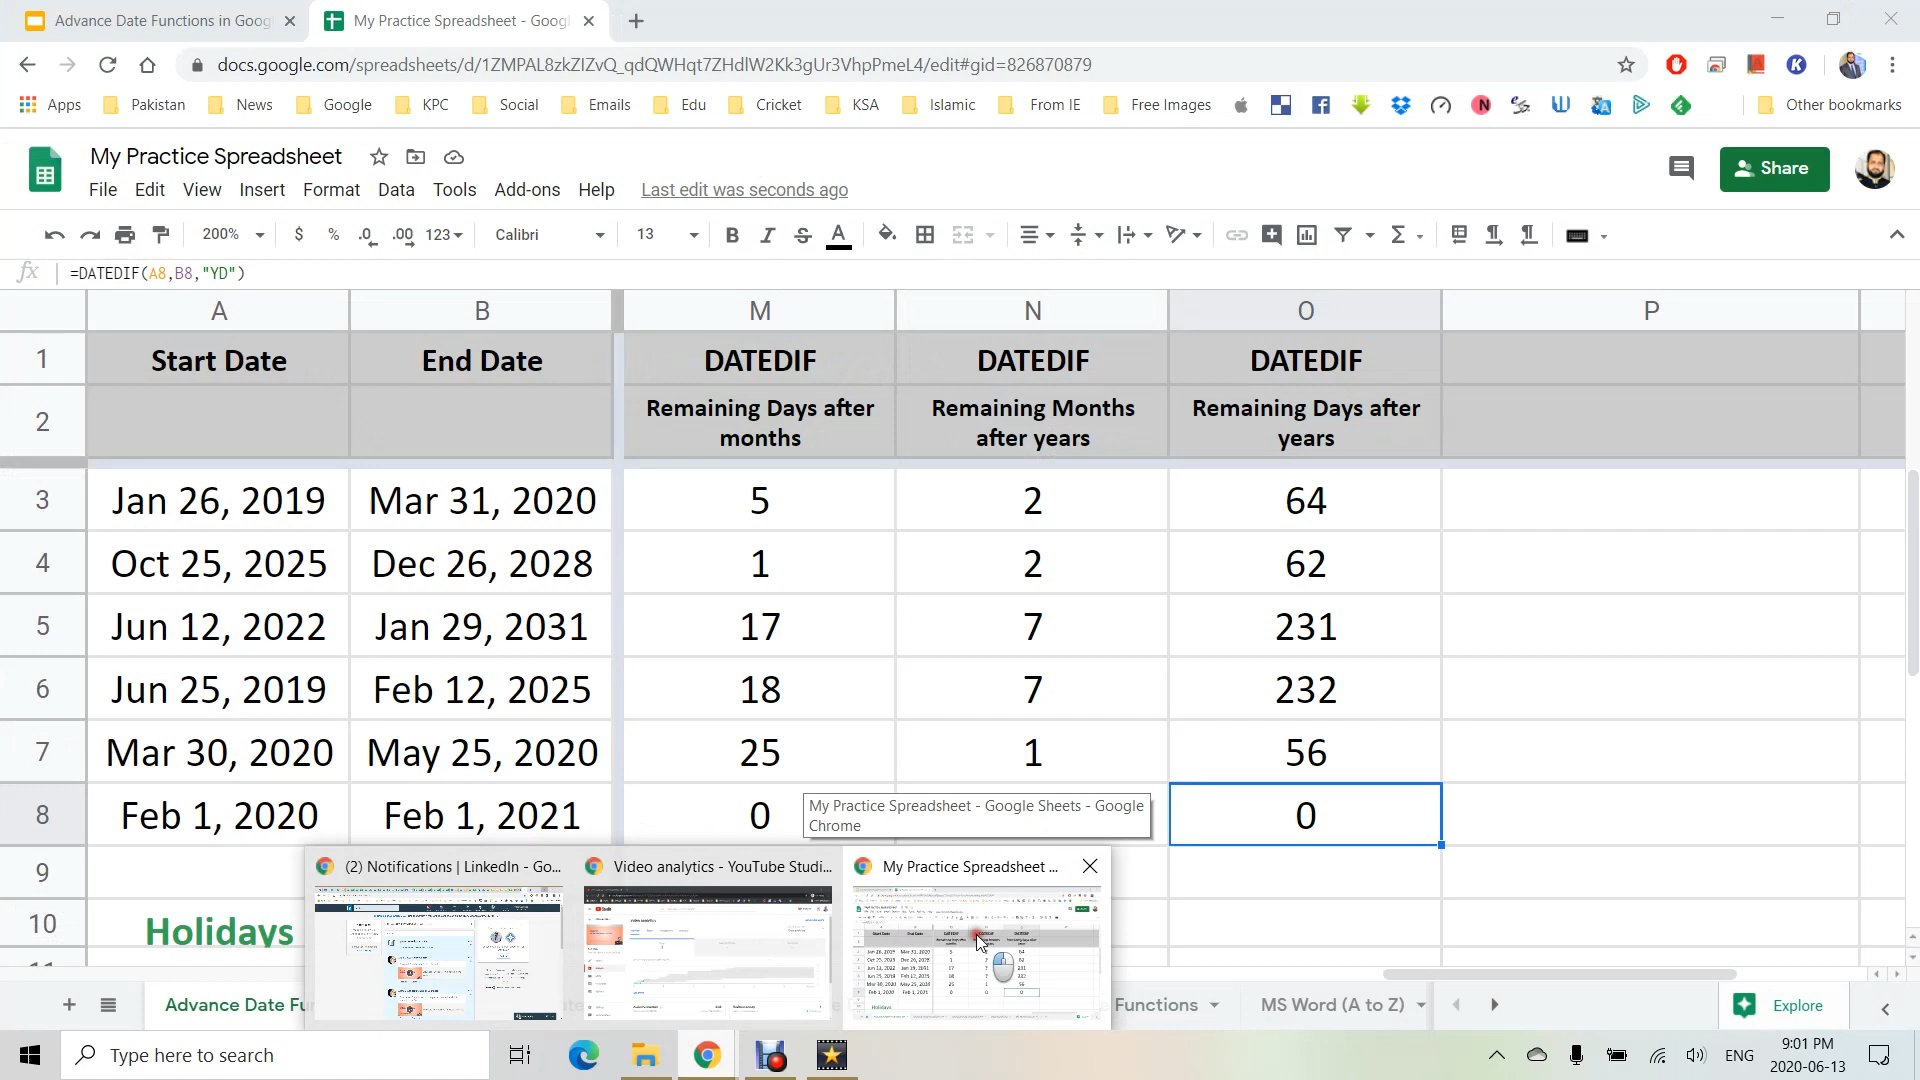 Advance Date Functions in Goog
My Practice Spreadsheet - Googl
docs.google.com/spreadsheets/d/1ZMPAL8zkZIZvQ_qdQWHqt7ZHdlW2Kk3gUr3VhpPmeL4/edit#gid=826870879
Apps Pakistan News Google KPC Social Emails Edu Cricket KSA Islamic From IE Free Images Other bookmarks
My Practice Spreadsheet
Share
File Edit View Insert Format Data Tools Add-ons Help Last edit was seconds ago
200% $ % .0 .00 123 Calibri 13 B I S A
fx =DATEDIF(A8,B8,"YD")
A B M N O P
1 Start Date End Date DATEDIF DATEDIF DATEDIF
2 Remaining Days after months Remaining Months after years Remaining Days after years
3 Jan 26, 2019 Mar 31, 2020 5 2 64
4 Oct 25, 2025 Dec 26, 2028 1 2 62
5 Jun 12, 2022 Jan 29, 2031 17 7 231
6 Jun 25, 2019 Feb 12, 2025 18 7 232
7 Mar 30, 2020 May 25, 2020 25 1 56
8 Feb 1, 2020 Feb 1, 2021 0 0
My Practice Spreadsheet - Google Sheets - Google
Chrome
9
(2) Notifications | LinkedIn - Go... Video analytics - YouTube Studi... My Practice Spreadsheet ...
10 Holidays
Advance Date Fu Functions MS Word (A to Z) Explore
Type here to search
ENG
9:01 PM
2020-06-13